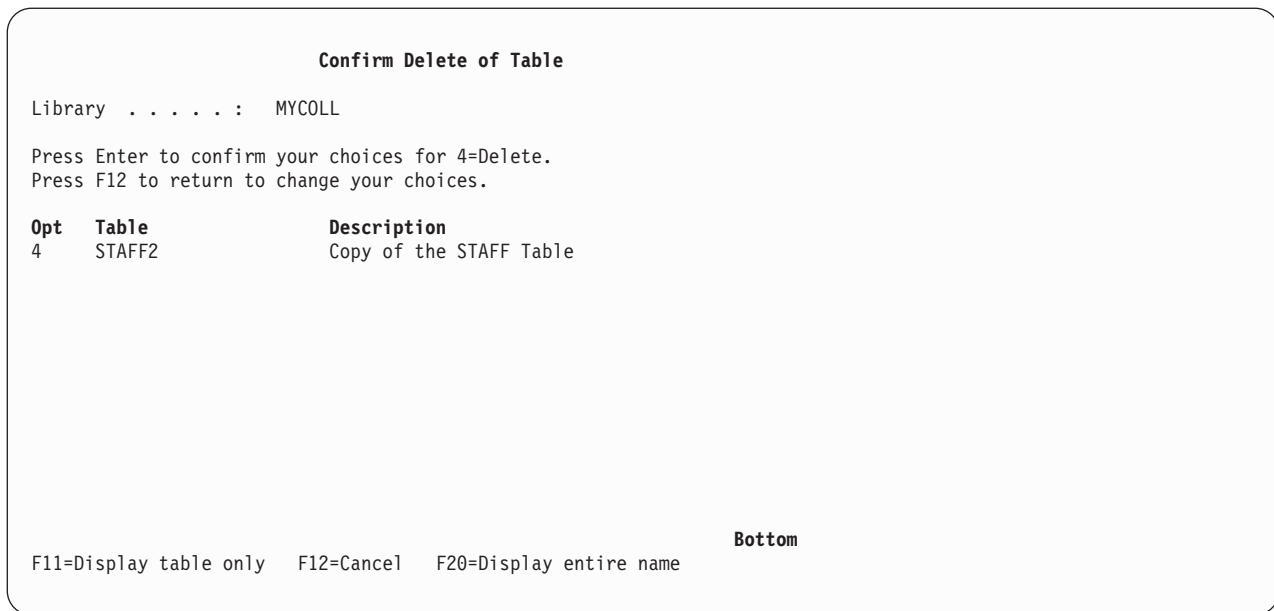 Confirm Delete of Table
Library . . . . . : MYCOLL
Press Enter to confirm your choices for 4=Delete.
Press F12 to return to change your choices.
Opt Table Description
4 STAFF2 Copy of the STAFF Table
Bottom
F11=Display table only F12=Cancel F20=Display entire name